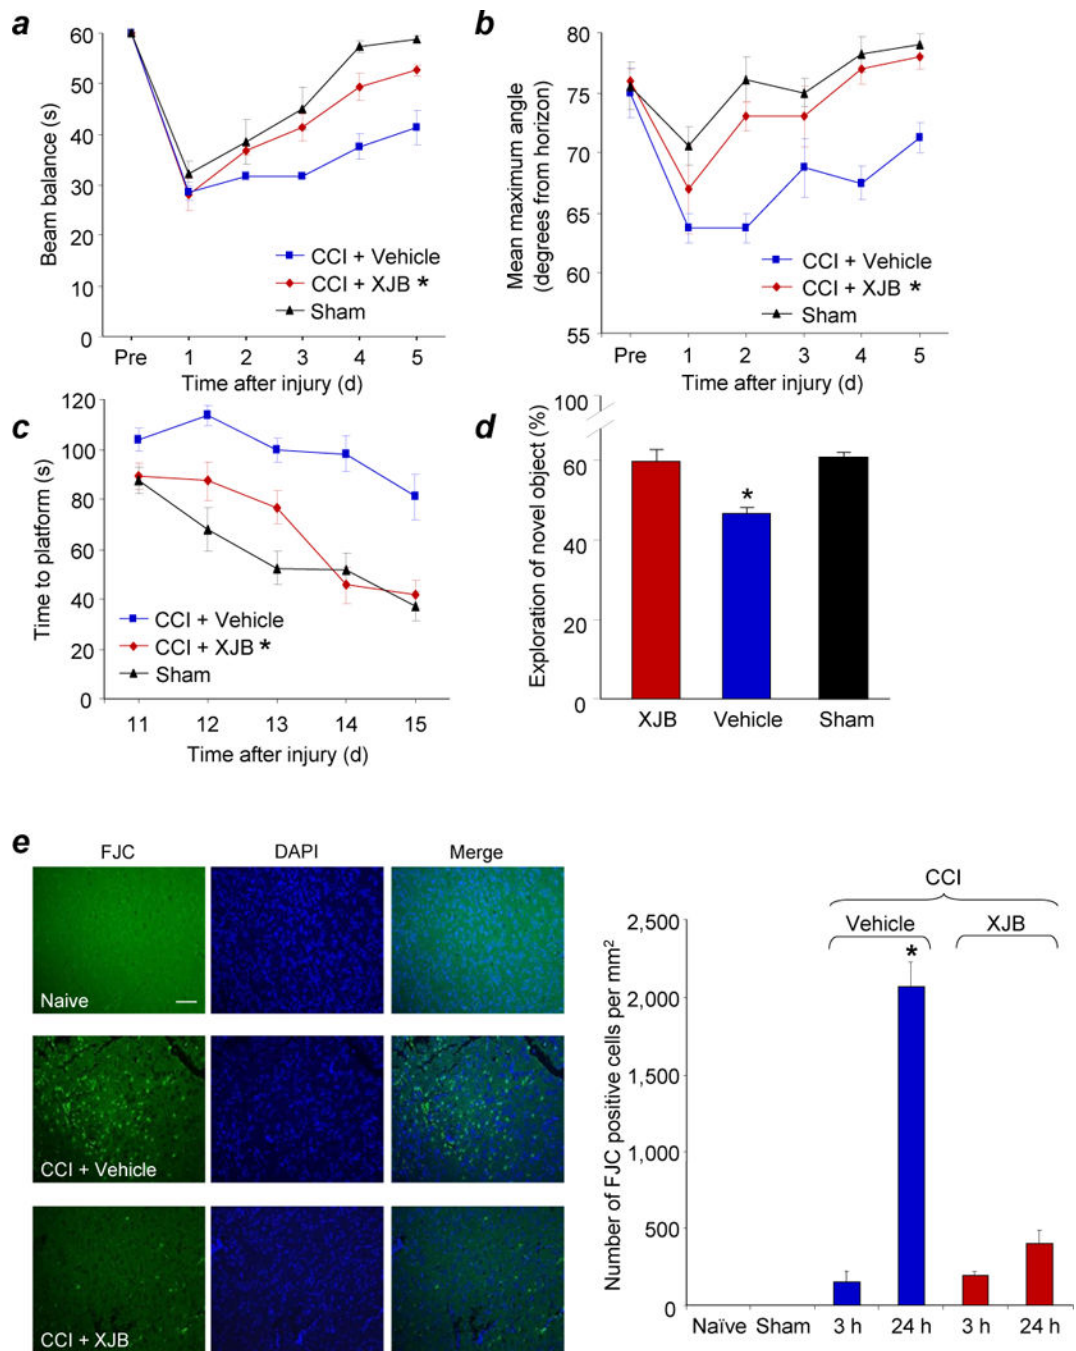 a
60
50
40
30
20
10
0
Beam balance (s)
CCI + Vehicle
CCI + XJB *
Sham
Pre 1 2 3 4 5
Time after injury (d)
b
80
75
70
65
60
55
Mean maximum angle
(degrees from horizon)
CCI + Vehicle
CCI + XJB *
Sham
Pre 1 2 3 4 5
Time after injury (d)
c
120
100
80
60
40
20
0
Time to platform (s)
CCI + Vehicle
CCI + XJB *
Sham
11 12 13 14 15
Time after injury (d)
d
100
60
40
20
0
Exploration of novel object (%)
*
XJB Vehicle Sham
e
FJC DAPI Merge
Naive
CCI + Vehicle
CCI + XJB
CCI
Vehicle XJB
*
2,500
2,000
1,500
1,000
500
0
Number of FJC positive cells per mm²
Naïve Sham 3 h 24 h 3 h 24 h